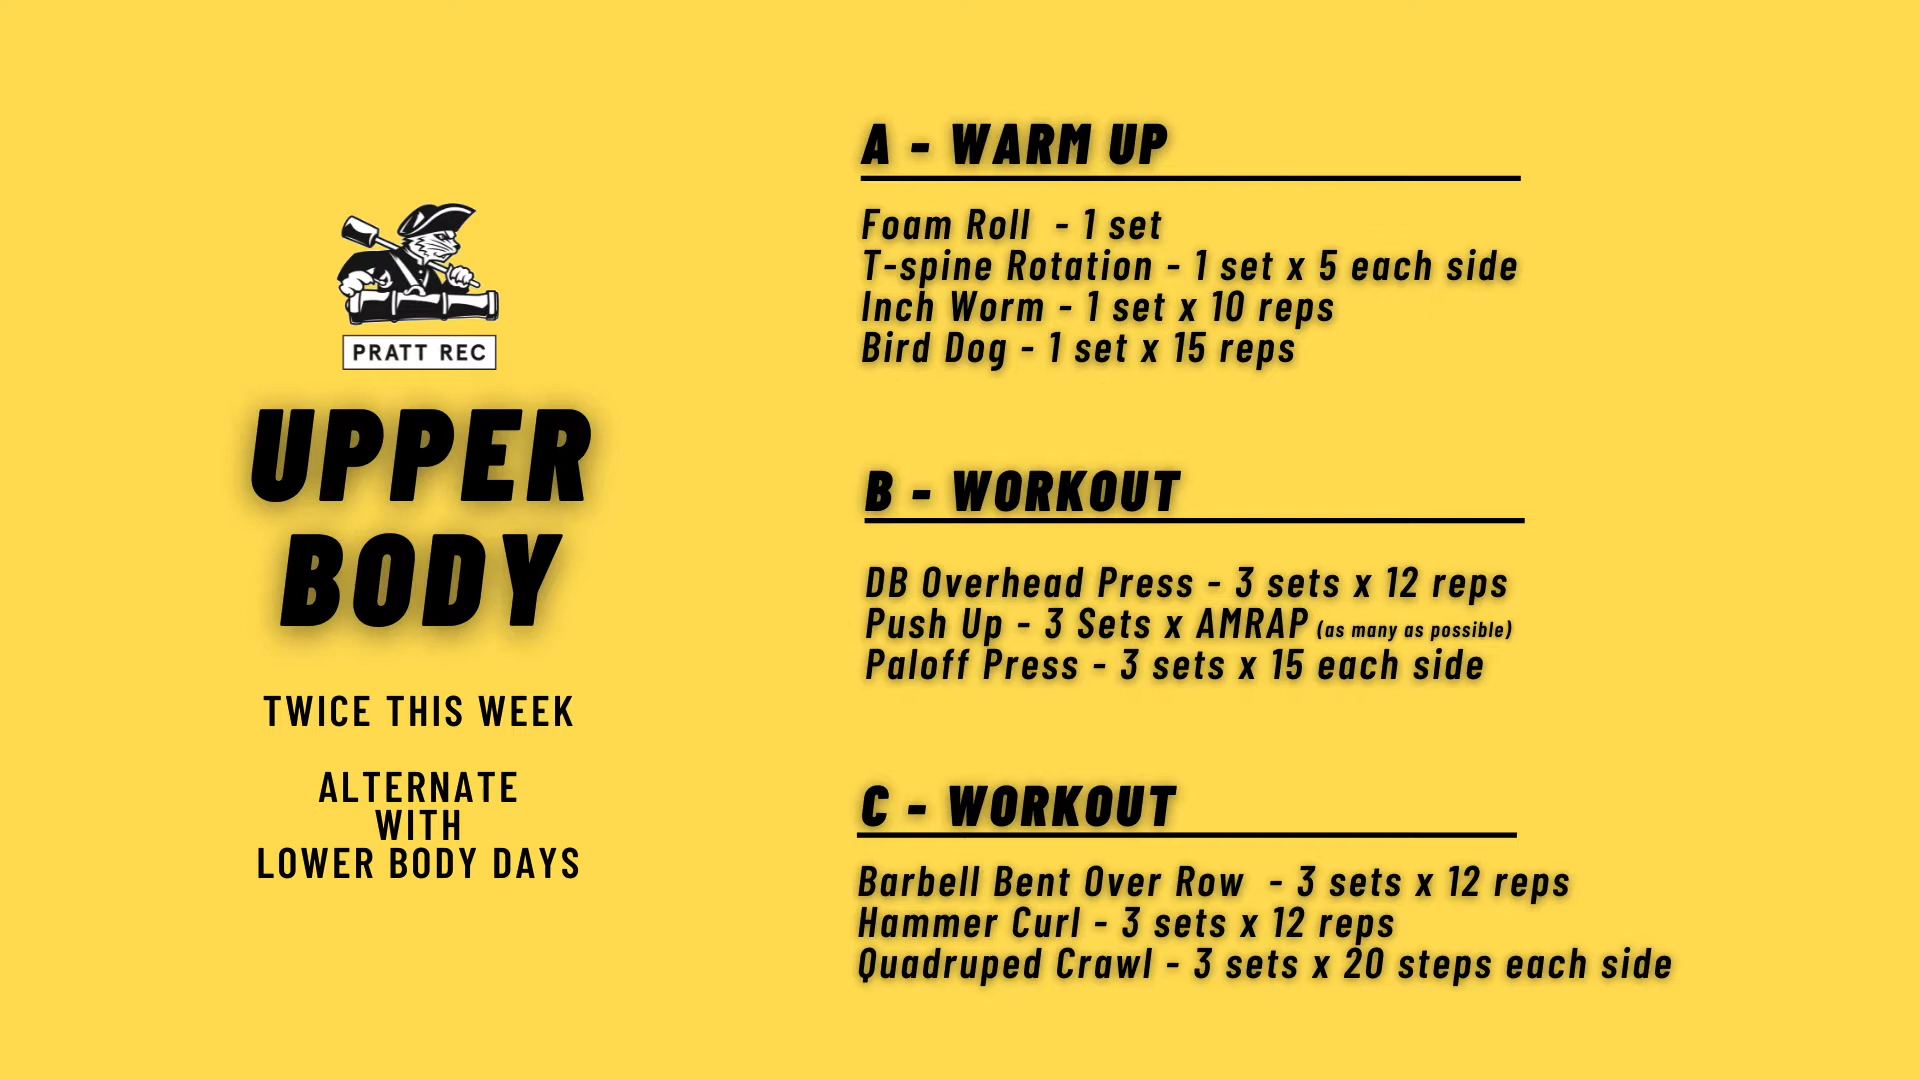 PRATT REC
UPPER
BODY
TWICE THIS WEEK
ALTERNATE
WITH
LOWER BODY DAYS
A - WARM UP
Foam Roll - 1 set
T-spine Rotation - 1 set x 5 each side
Inch Worm - 1 set x 10 reps
Bird Dog - 1 set x 15 reps
B - WORKOUT
DB Overhead Press - 3 sets x 12 reps
Push Up - 3 Sets x AMRAP (as many as possible)
Paloff Press - 3 sets x 15 each side
C - WORKOUT
Barbell Bent Over Row - 3 sets x 12 reps
Hammer Curl - 3 sets x 12 reps
Quadruped Crawl - 3 sets x 20 steps each side